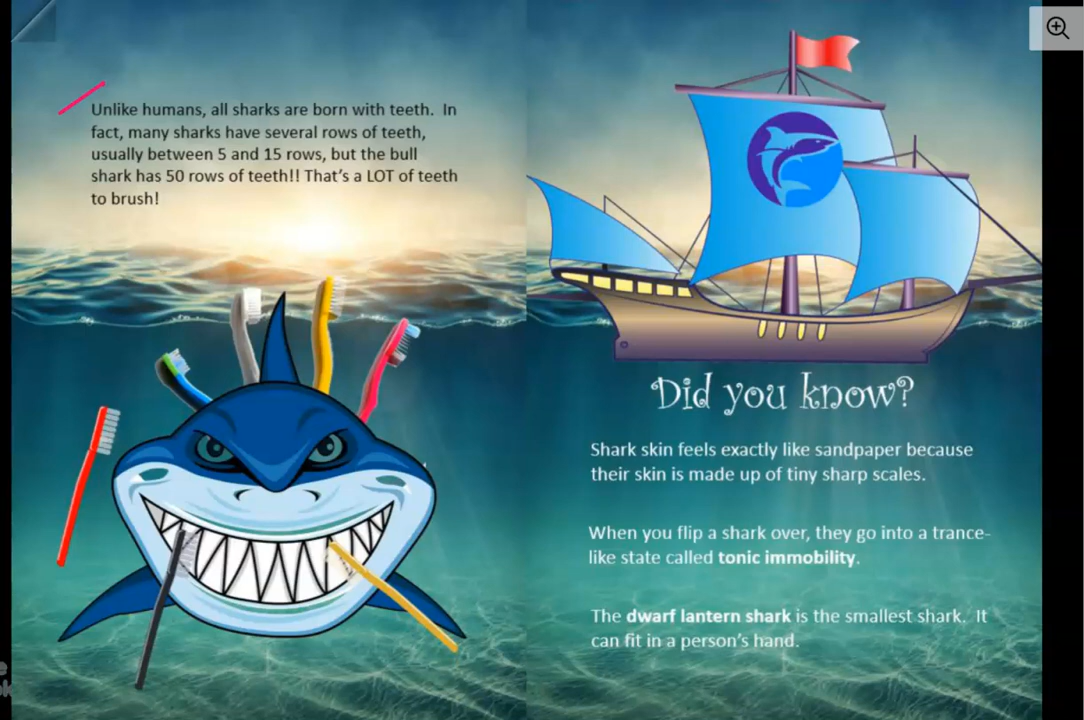 Unlike humans, all sharks are born with teeth.  In
fact, many sharks have several rows of teeth,
usually between 5 and 15 rows, but the bull
shark has 50 rows of teeth!! That's a LOT of teeth
to brush!
Did you know?
Shark skin feels exactly like sandpaper because
their skin is made up of tiny sharp scales.
When you flip a shark over, they go into a trance-
like state called tonic immobility.
The dwarf lantern shark is the smallest shark.  It
can fit in a person's hand.